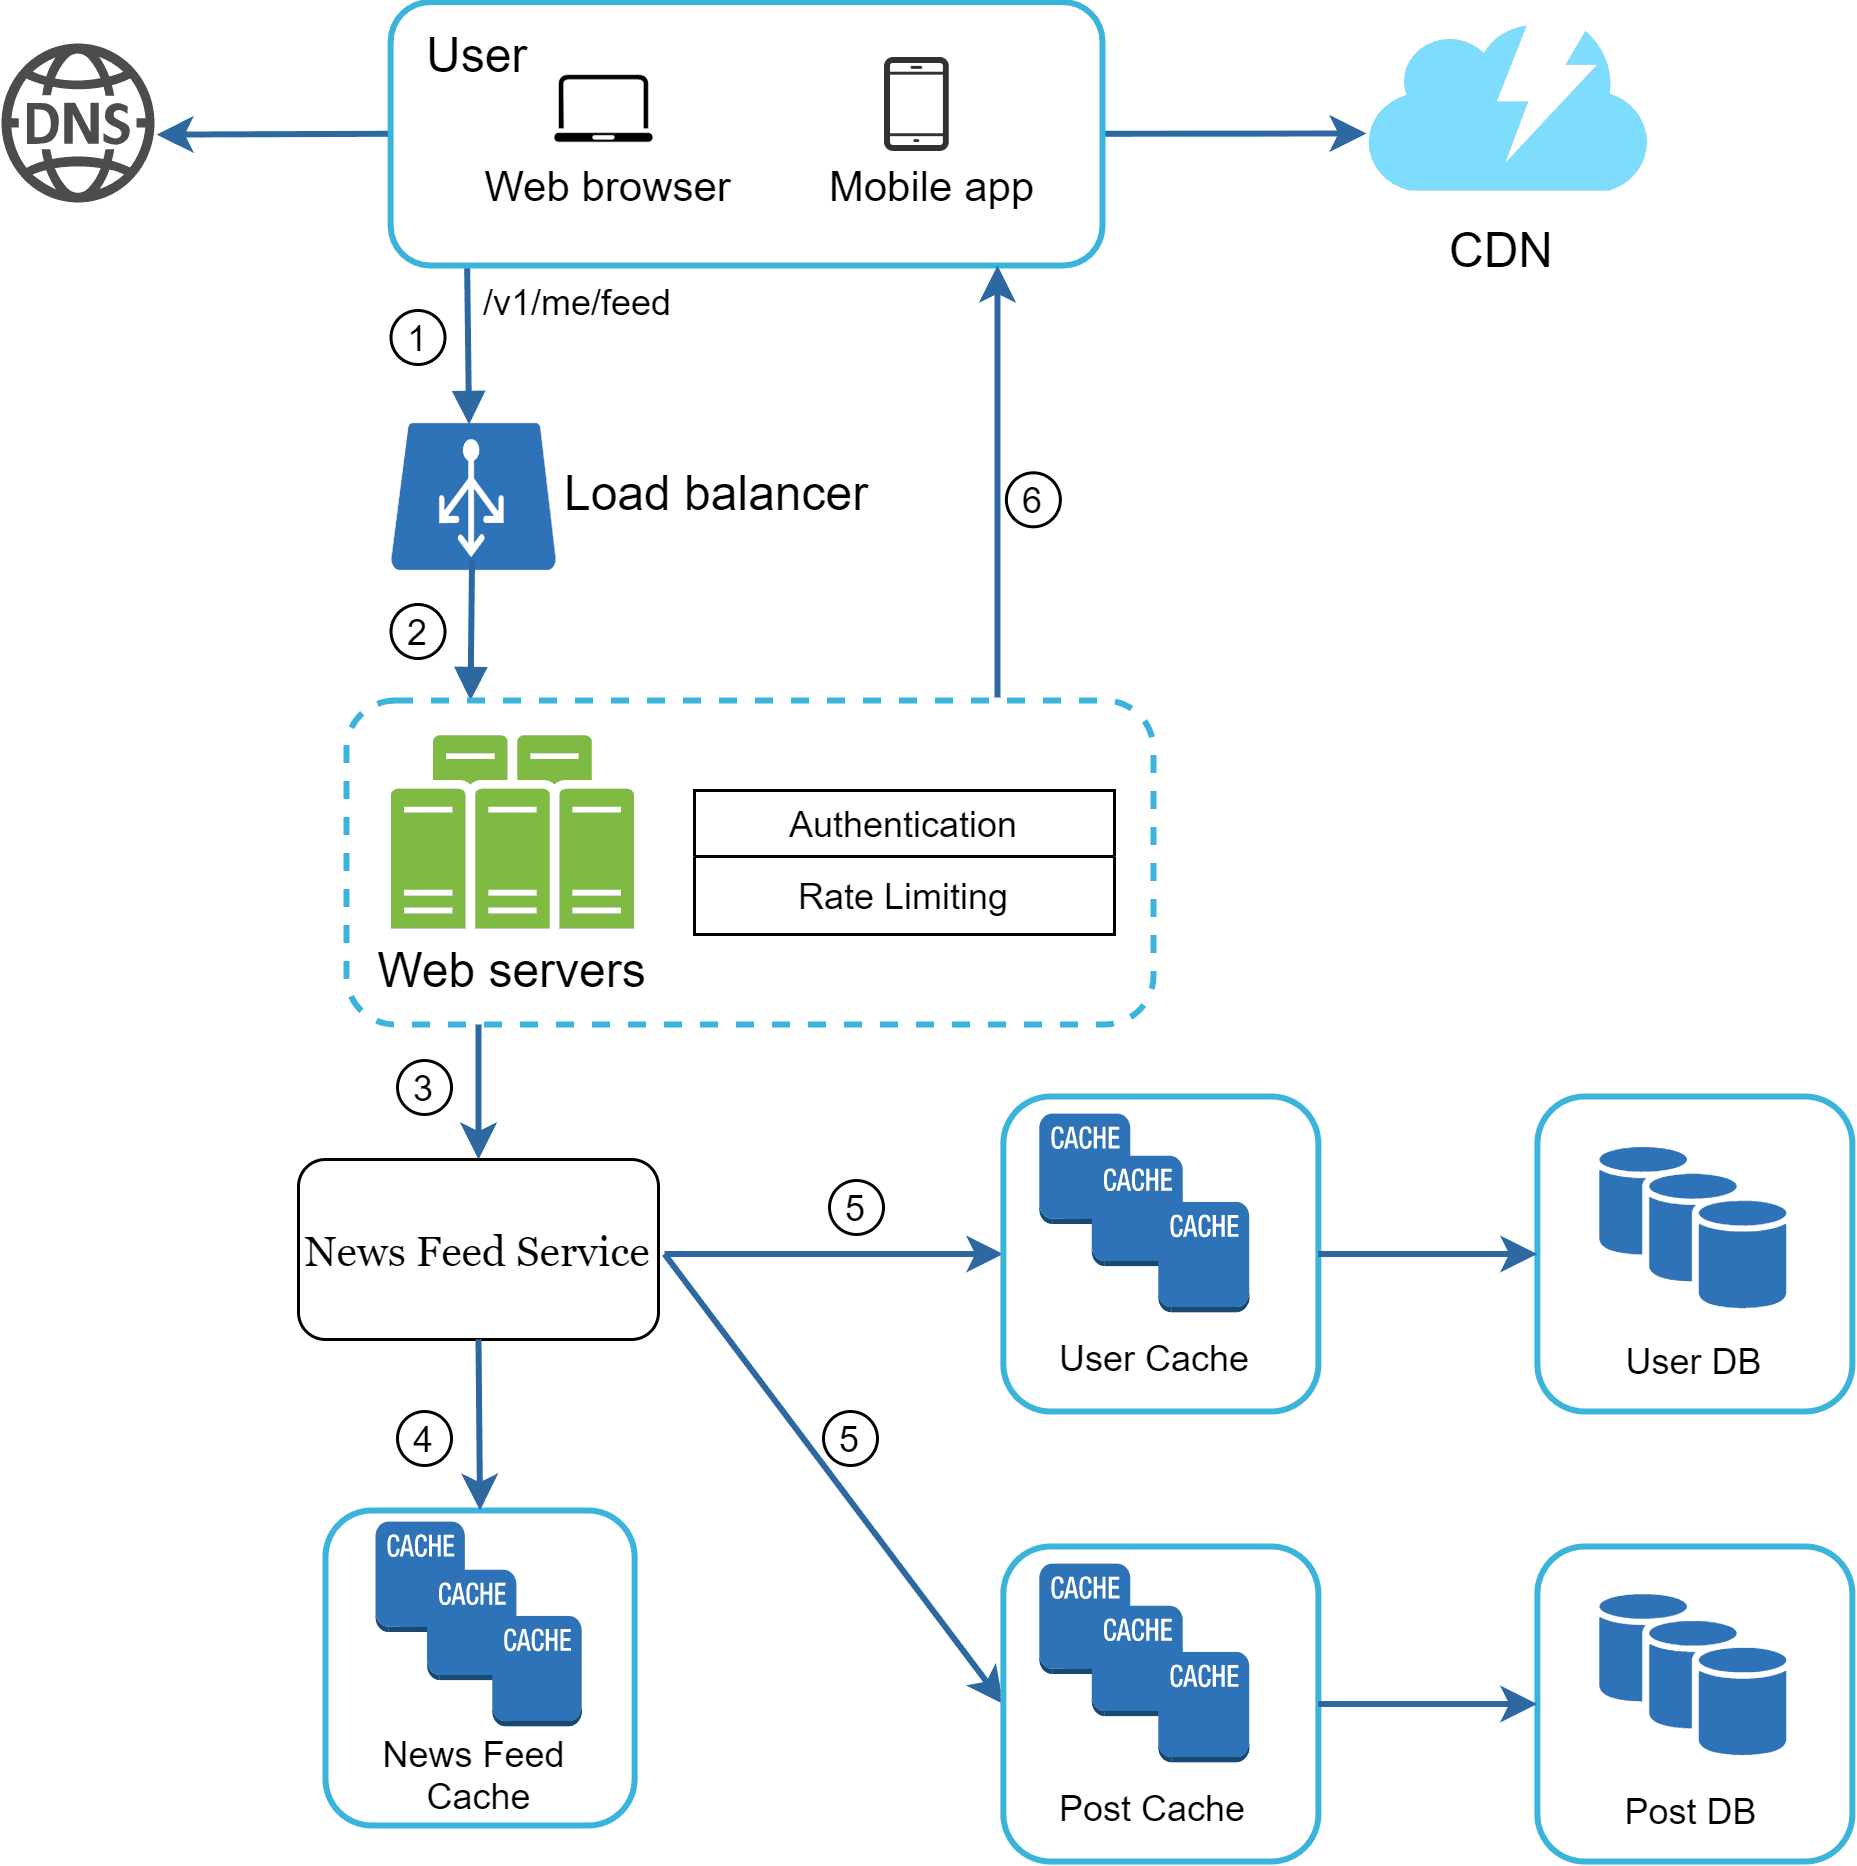 User
DNS
Web browser
Mobile app
CDN
/v1/me/feed
1
Load balancer
6
2
Authentication
Rate Limiting
Web servers
3
CACHE
CACHE
CACHE
5
News Feed Service
User Cache
User DB
4
5
CACHE
CACHE
CACHE
News Feed
Cache
CACHE
CACHE
CACHE
Post Cache
Post DB